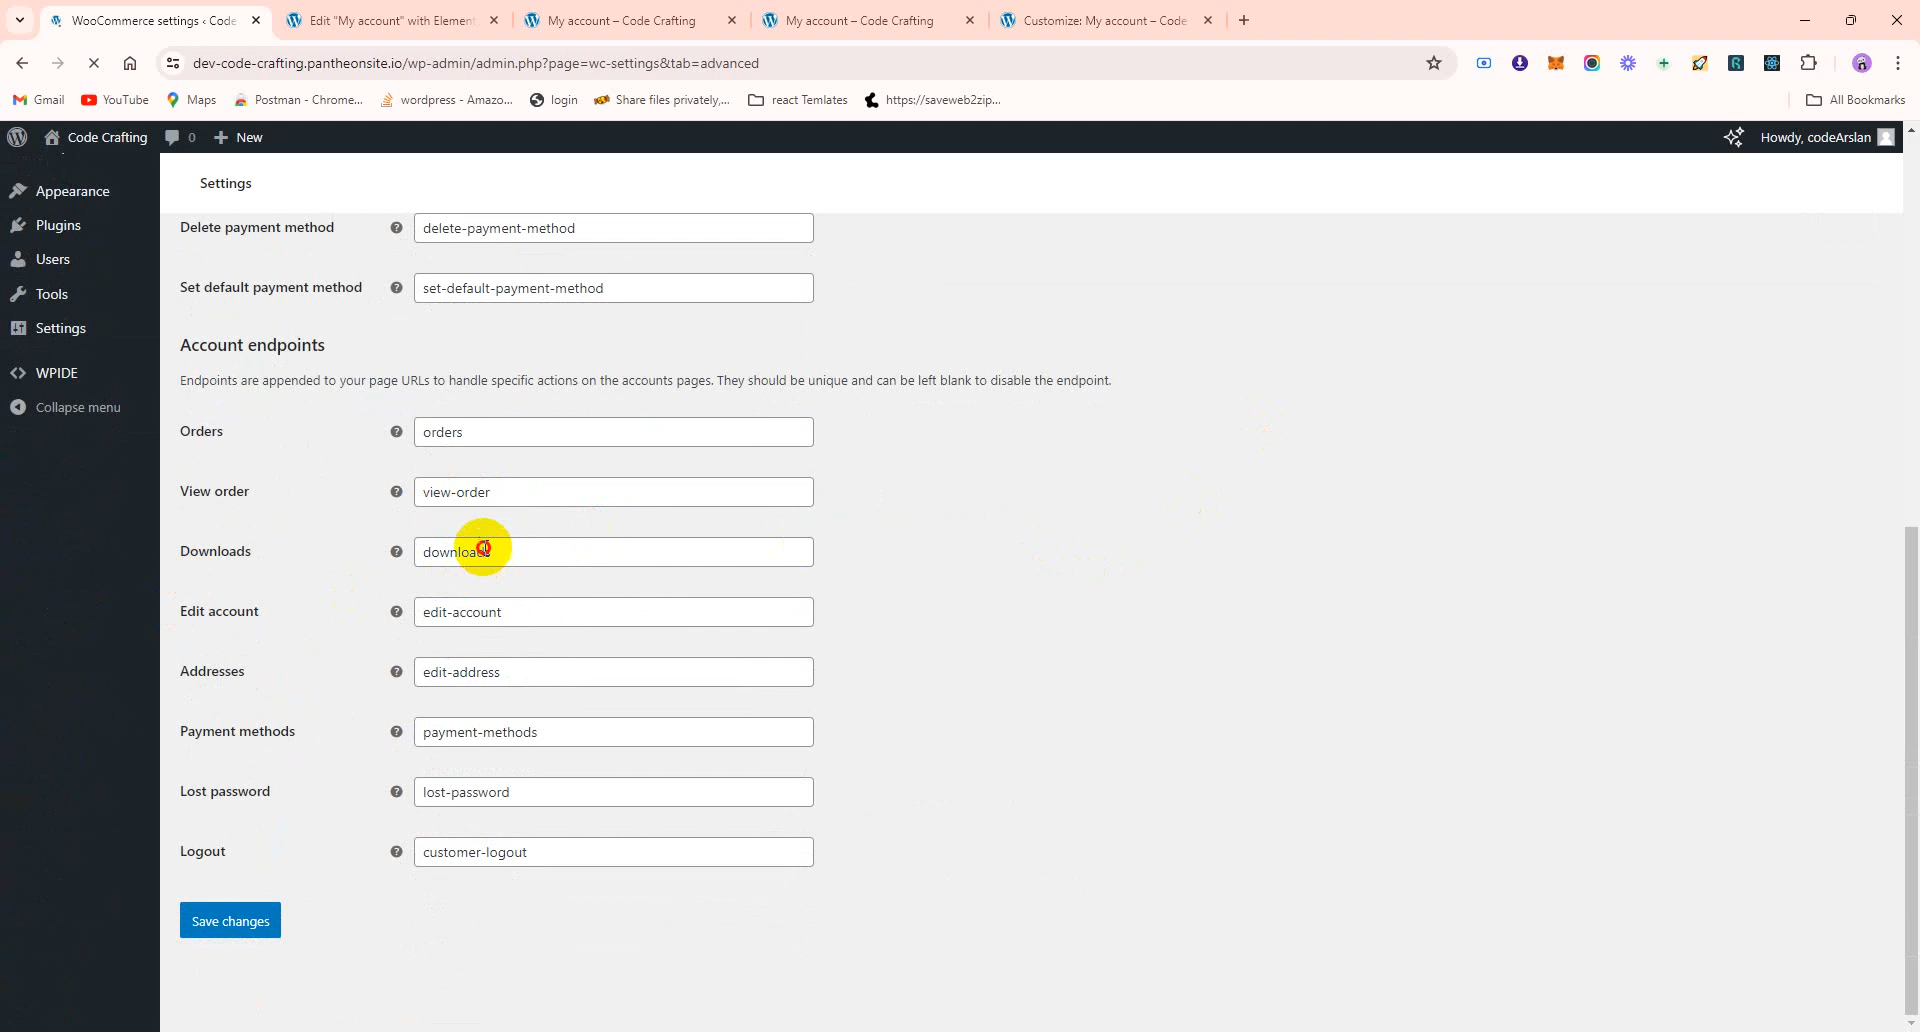 WooCommerce settings ‹ Code
Edit "My account" with Element
My account – Code Crafting
My account – Code Crafting
Customize: My account – Code
dev-code-crafting.pantheonsite.io/wp-admin/admin.php?page=wc-settings&tab=advanced
Gmail
YouTube
Maps
Postman - Chrome...
wordpress - Amazo...
login
Share files privately,...
react Temlates
https://saveweb2zip...
All Bookmarks
Code Crafting
0
New
Howdy, codeArslan
Appearance
Plugins
Users
Tools
Settings
WPIDE
Collapse menu
Settings
Delete payment method
delete-payment-method
Set default payment method
set-default-payment-method
Account endpoints
Endpoints are appended to your page URLs to handle specific actions on the accounts pages. They should be unique and can be left blank to disable the endpoint.
Orders
orders
View order
view-order
Downloads
downloads
Edit account
edit-account
Addresses
edit-address
Payment methods
payment-methods
Lost password
lost-password
Logout
customer-logout
Save changes